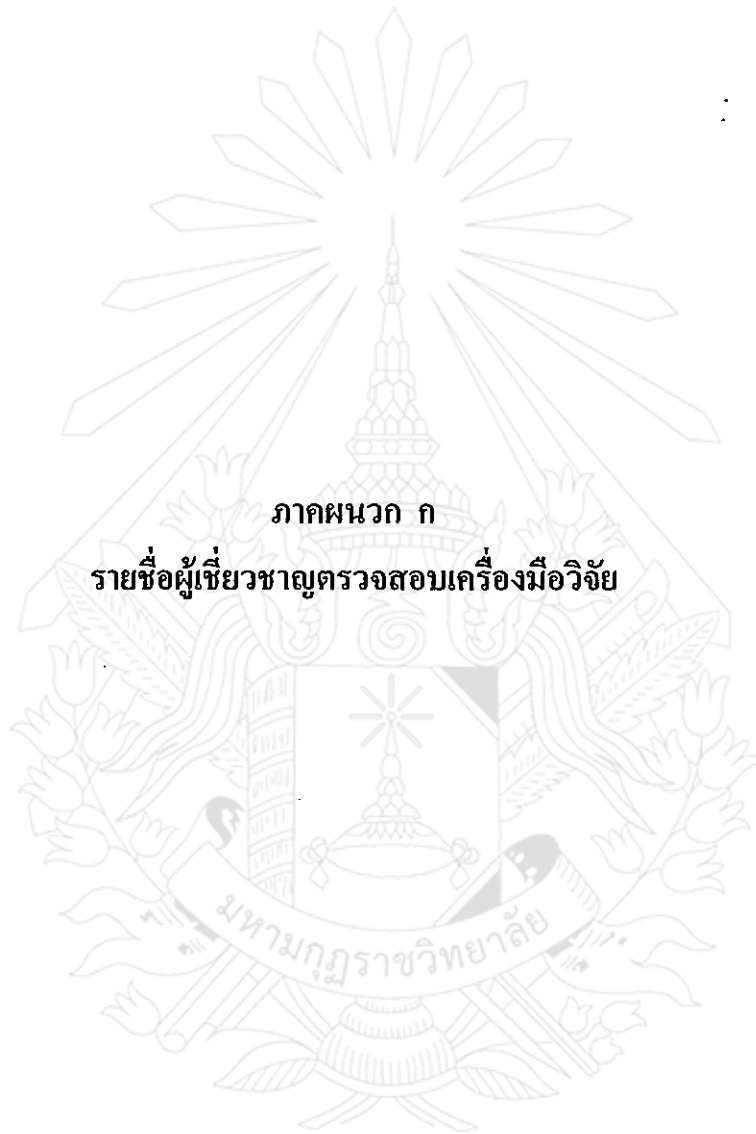 ภาคผนวก ก
รายชื่อผู้เชี่ยวชาญตรวจสอบเครื่องมือวิจัย
มหามกุฏราชวิทยาลัย